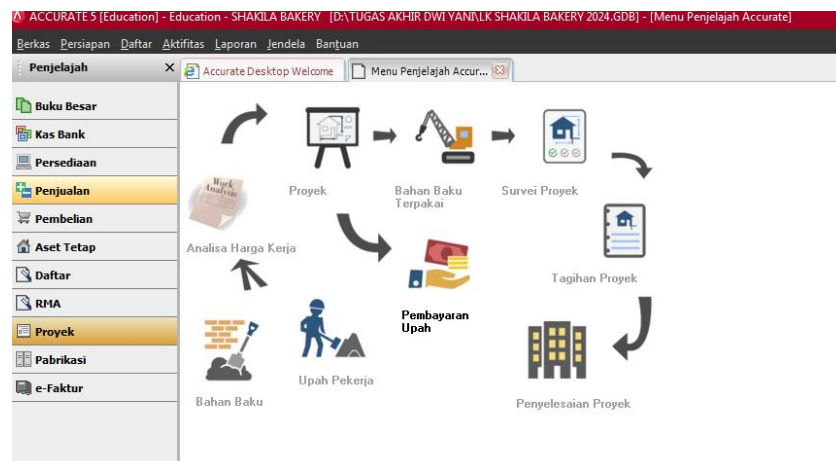 ACCURATE 5 [Education] - Education - SHAKILA BAKERY [D:\TUGAS AKHIR DWI YANI\LK SHAKILA BAKERY 2024.GDB] - [Menu Penjelajah Accurate]
Berkas Persiapan Daftar Aktifitas Laporan Jendela Bantuan
Penjelajah X
Accurate Desktop Welcome
Menu Penjelajah Accur...
Buku Besar
Kas Bank
Persediaan
Penjualan
Pembelian
Aset Tetap
Daftar
RMA
Proyek
Pabrikasi
e-Faktur
Work
Analysis
Analisa Harga Kerja
Proyek
Bahan Baku
Terpakai
Survei Proyek
Tagihan Proyek
Pembayaran
Upah
Upah Pekerja
Bahan Baku
Penyelesaian Proyek